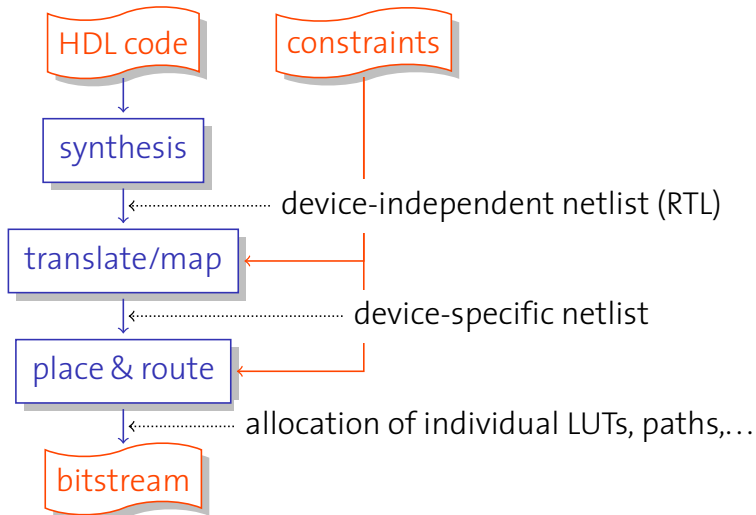 HDL code
constraints
synthesis
device-independent netlist (RTL)
translate/map
device-specific netlist
place & route
allocation of individual LUTs, paths,…
bitstream